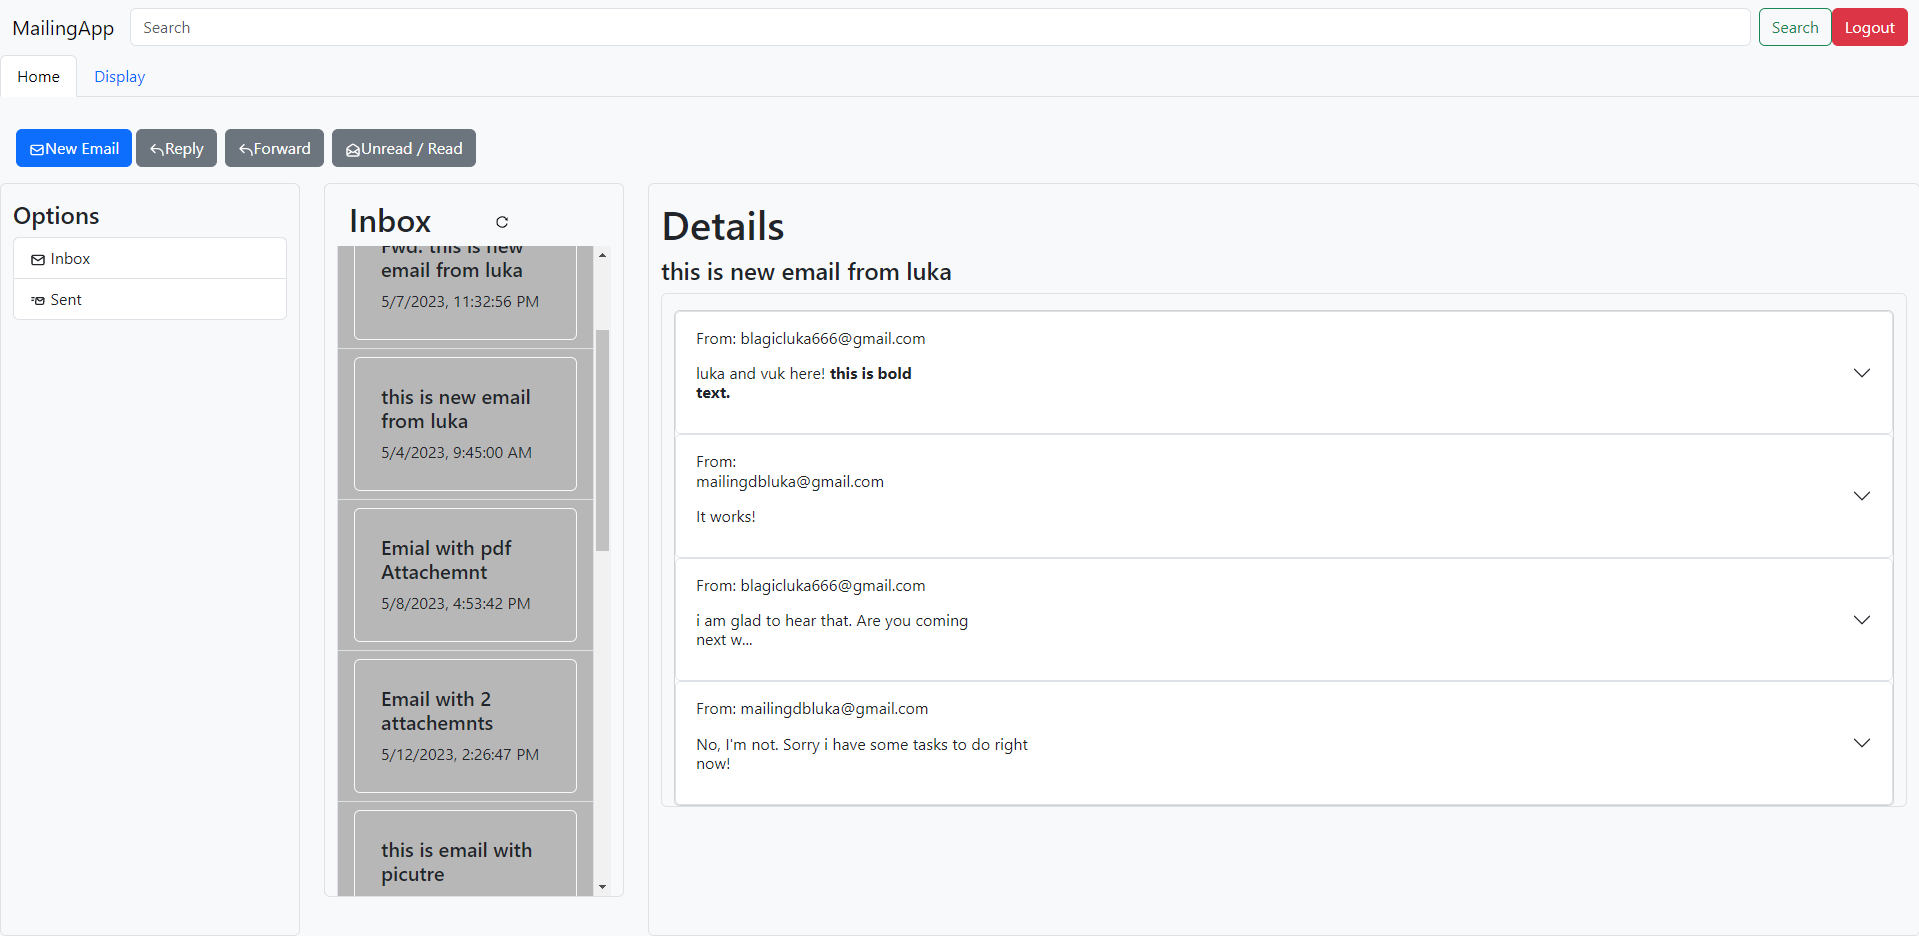 MailingApp
Search
Search
Logout
Home
Display
New Email
Reply
Forward
Unread / Read
Options
Inbox
Sent
Inbox
Fwd: this is new
email from luka
5/7/2023, 11:32:56 PM
this is new email
from luka
5/4/2023, 9:45:00 AM
Emial with pdf
Attachemnt
5/8/2023, 4:53:42 PM
Email with 2
attachemnts
5/12/2023, 2:26:47 PM
this is email with
picutre
Details
this is new email from luka
From: blagicluka666@gmail.com
luka and vuk here! this is bold
text.
From:
mailingdbluka@gmail.com
It works!
From: blagicluka666@gmail.com
i am glad to hear that. Are you coming
next w...
From: mailingdbluka@gmail.com
No, I'm not. Sorry i have some tasks to do right
now!